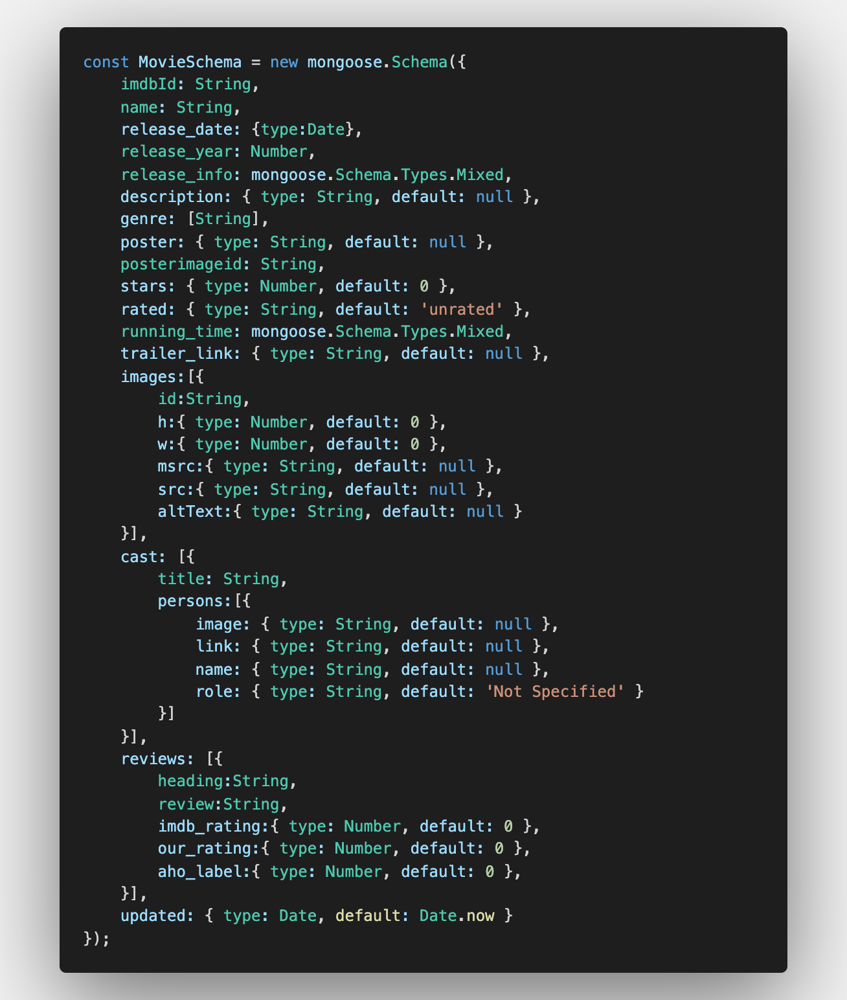 const MovieSchema = new mongoose.Schema({
    imdbId: String,
    name: String,
    release_date: {type:Date},
    release_year: Number,
    release_info: mongoose.Schema.Types.Mixed,
    description: { type: String, default: null },
    genre: [String],
    poster: { type: String, default: null },
    posterimageid: String,
    stars: { type: Number, default: 0 },
    rated: { type: String, default: 'unrated' },
    running_time: mongoose.Schema.Types.Mixed,
    trailer_link: { type: String, default: null },
    images:[{
        id:String,
        h:{ type: Number, default: 0 },
        w:{ type: Number, default: 0 },
        msrc:{ type: String, default: null },
        src:{ type: String, default: null },
        altText:{ type: String, default: null }
    }],
    cast: [{
        title: String,
        persons:[{
            image: { type: String, default: null },
            link: { type: String, default: null },
            name: { type: String, default: null },
            role: { type: String, default: 'Not Specified' }
        }]
    }],
    reviews: [{
        heading:String,
        review:String,
        imdb_rating:{ type: Number, default: 0 },
        our_rating:{ type: Number, default: 0 },
        aho_label:{ type: Number, default: 0 },
    }],
    updated: { type: Date, default: Date.now }
});